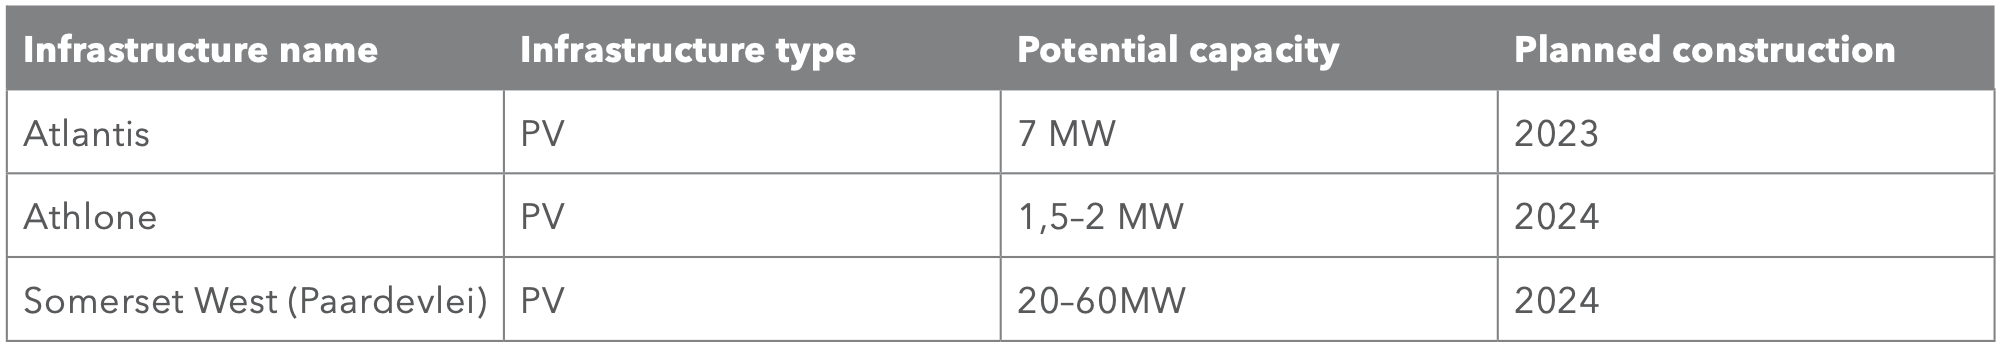 Infrastructure name Infrastructure type Potential capacity Planned construction
Atlantis PV 7 MW 2023
Athlone PV 1,5–2 MW 2024
Somerset West (Paardevlei) PV 20–60MW 2024